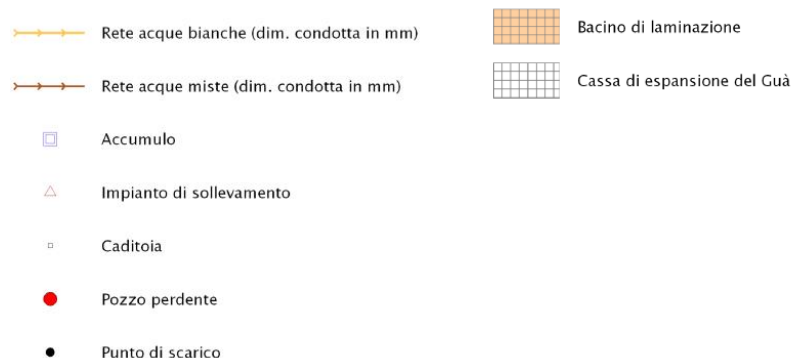 Rete acque bianche (dim. condotta in mm)
Rete acque miste (dim. condotta in mm)
Accumulo
Impianto di sollevamento
Caditoia
Pozzo perdente
Punto di scarico
Bacino di laminazione
Cassa di espansione del Guà